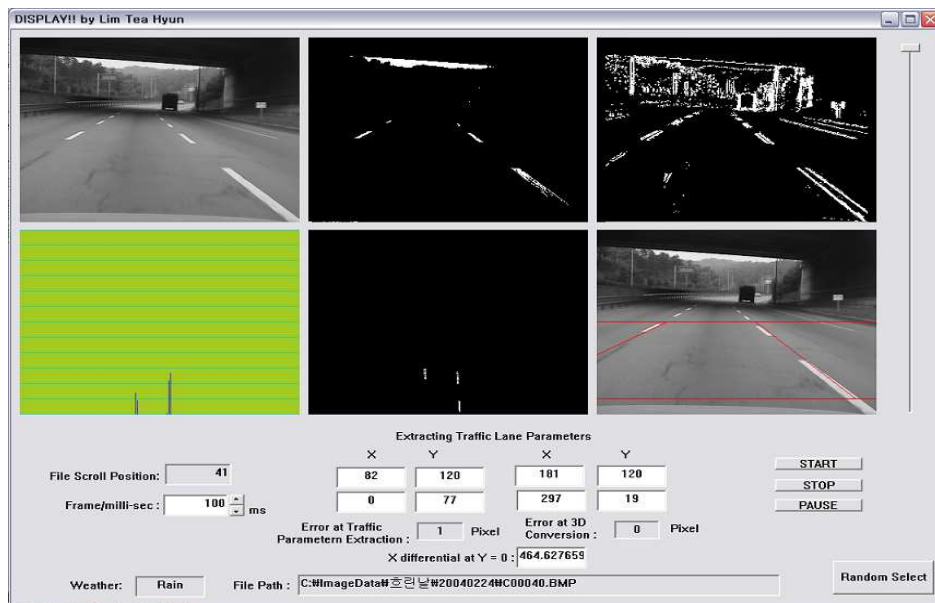 DISPLAY!! by Lim Tea Hyun
Extracting Traffic Lane Parameters
X Y X Y
File Scroll Position: 41 82 120 181 120 START
STOP
Frame/milli-sec : 100 ms 0 77 297 19 PAUSE
Error at Traffic Parametern Extraction : 1 Pixel Error at 3D Conversion : 0 Pixel
X differential at Y = 0 : 464.627659
Weather: Rain File Path : C:₩ImageData₩흐린날₩20040224₩C00040.BMP Random Select